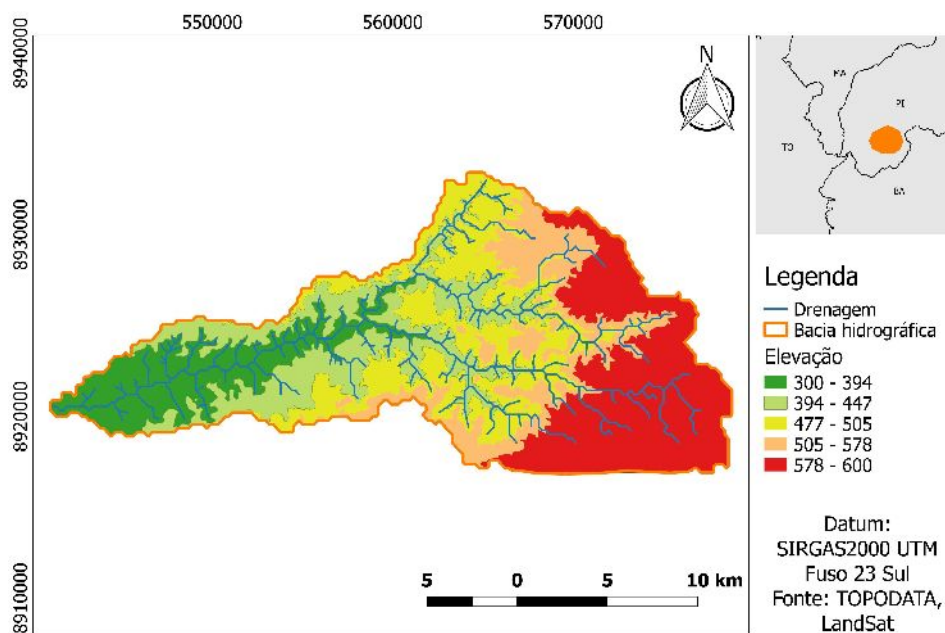 550000 560000 570000
8940000
8930000
8920000
8910000
N
MA
PI
TO
BA
Legenda
Drenagem
Bacia hidrográfica
Elevação
300 - 394
394 - 447
477 - 505
505 - 578
578 - 600
5 0 5 10 km
Datum:
SIRGAS2000 UTM
Fuso 23 Sul
Fonte: TOPODATA,
LandSat